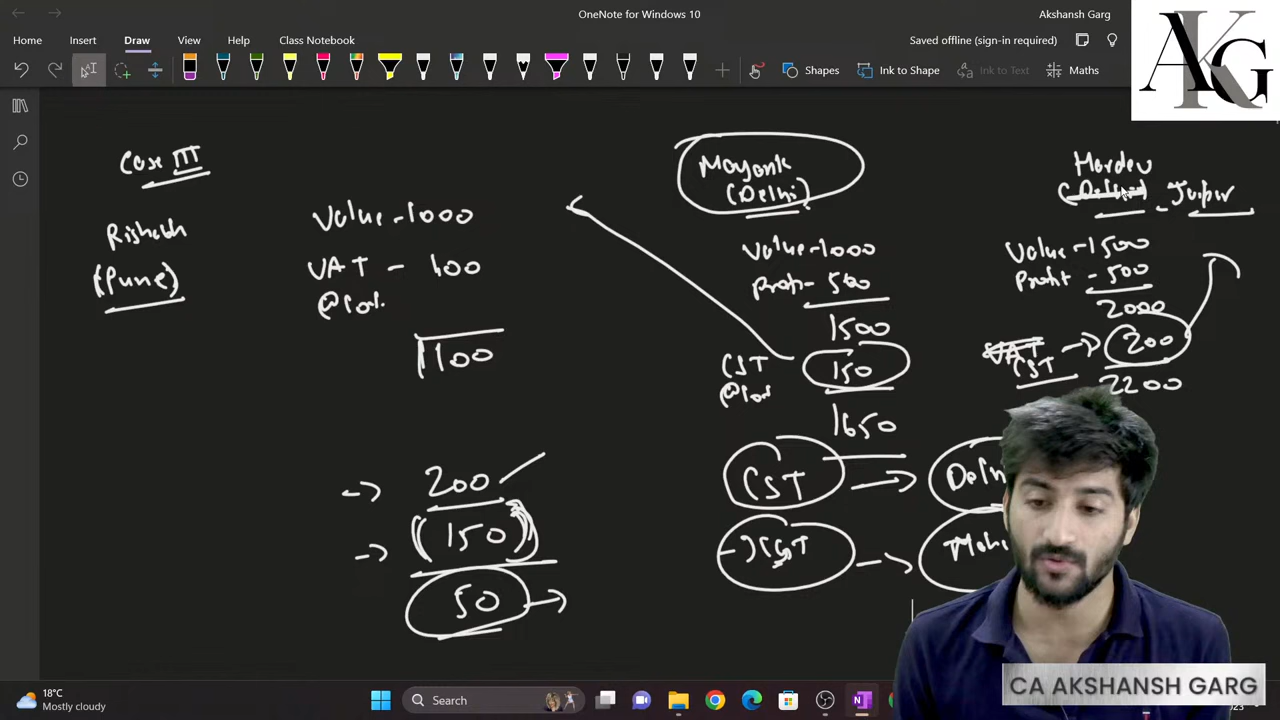 OneNote for Windows 10
Akshansh Garg
Home Insert Draw View Help Class Notebook
Saved offline (sign-in required)
Shapes
Ink to Shape
Ink to Text
Maths
AKG
Case III
Rishabh
(Pune)
Value - 1000
VAT - 100
@10%
1100
→ 200
→ (150)
50 →
Mayank
(Delhi)
Value - 1000
Profit - 500
1500
CST 150
@10%
1650
CST →
→
Hardev
(Delhi) - Jaipur
Value - 1500
Profit - 500
2000
VAT → 200
CST
2200
18°C
Mostly cloudy
Search
CA AKSHANSH GARG